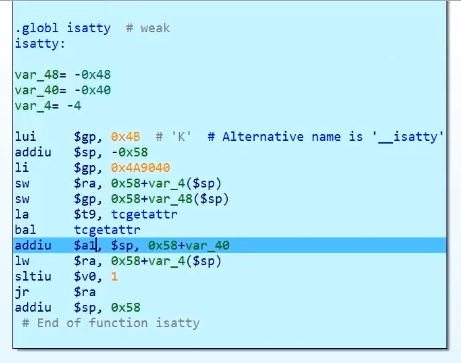 .globl isatty # weak
isatty:
var_48= -0x48
var_40= -0x40
var_4= -4
lui $gp, 0x4B # 'K' # Alternative name is '__isatty'
addiu $sp, -0x58
li $gp, 0x4A9040
sw $ra, 0x58+var_4($sp)
sw $gp, 0x58+var_48($sp)
la $t9, tcgetattr
bal tcgetattr
addiu $a1, $sp, 0x58+var_40
lw $ra, 0x58+var_4($sp)
sltiu $v0, 1
jr $ra
addiu $sp, 0x58
# End of function isatty